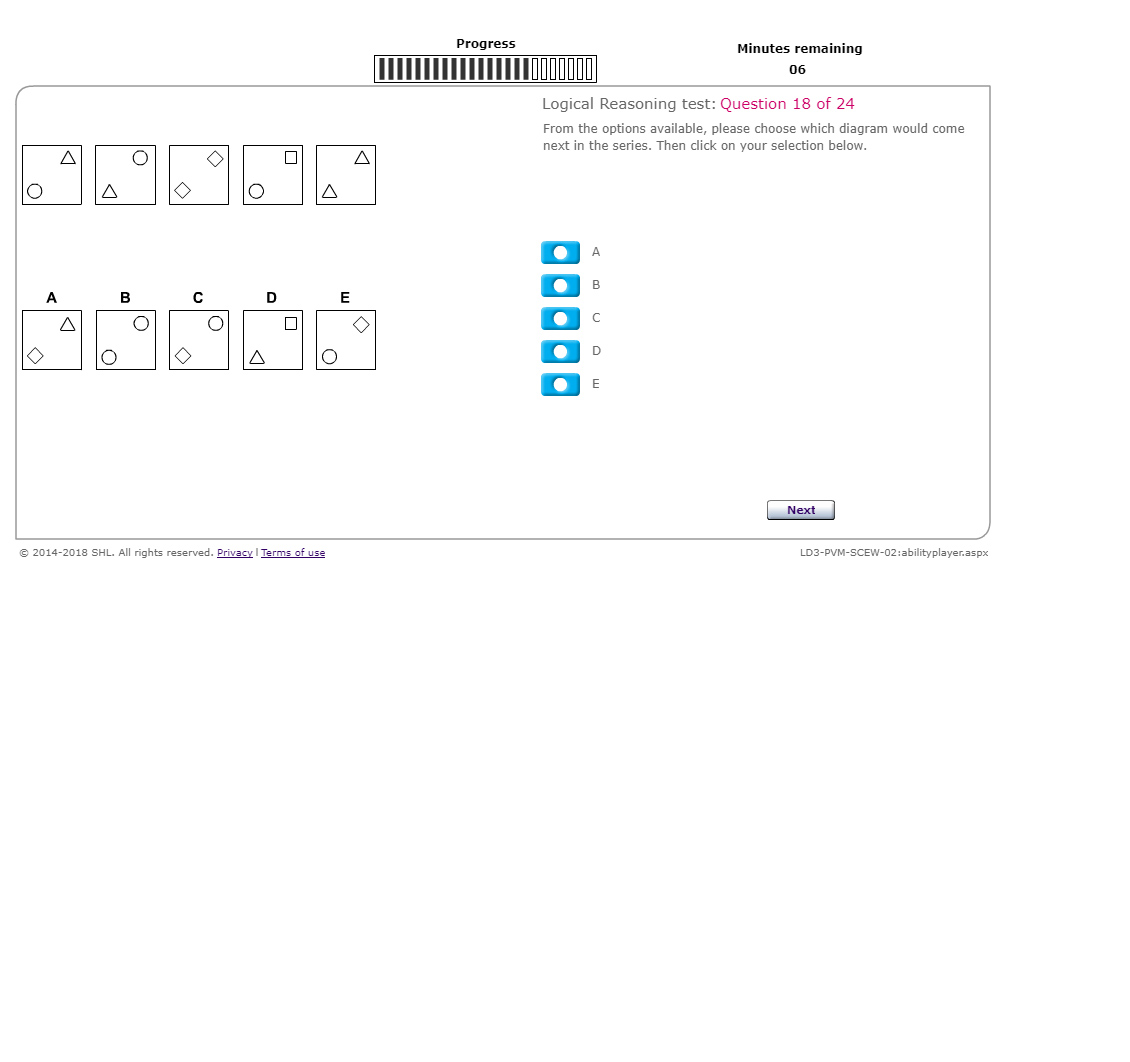 Progress
Minutes remaining
06
Logical Reasoning test: Question 18 of 24
From the options available, please choose which diagram would come
next in the series. Then click on your selection below.
A B C D E
A
B
C
D
E
Next
© 2014-2018 SHL. All rights reserved. Privacy | Terms of use
LD3-PVM-SCEW-02:abilityplayer.aspx